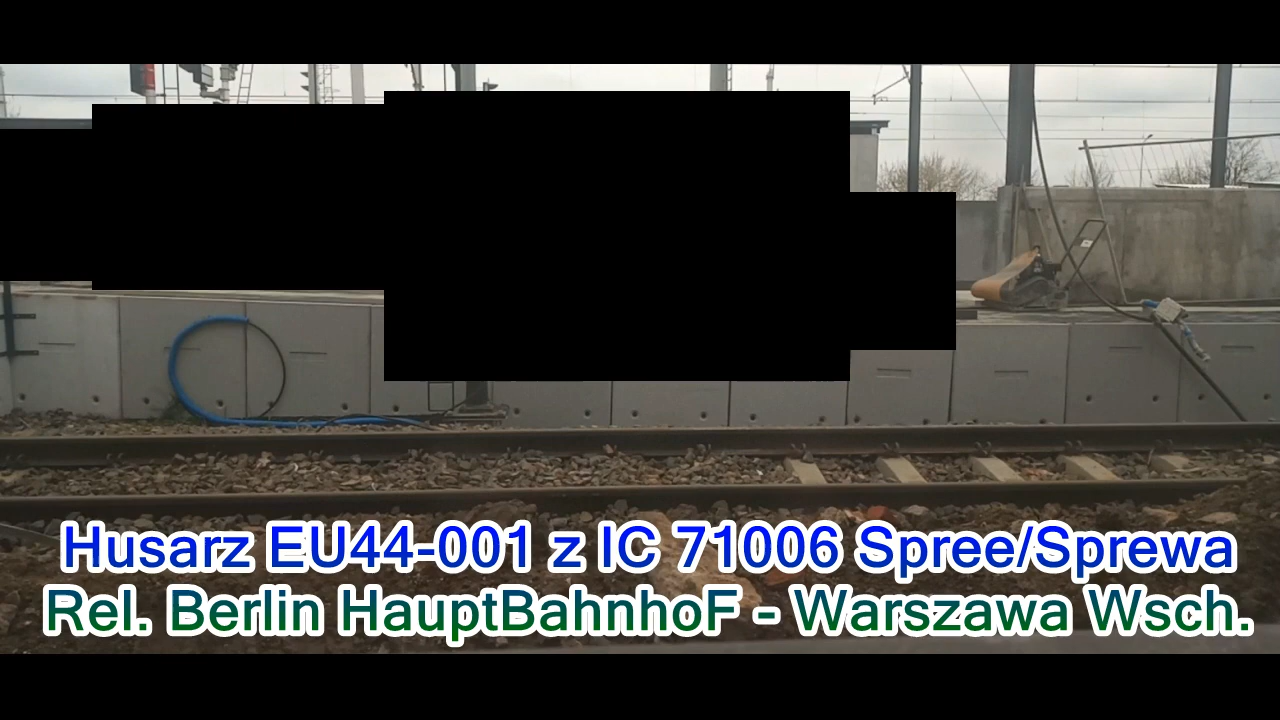 Husarz EU44-001 z IC 71006 Spree/Sprewa
Rel. Berlin HauptBahnhoF - Warszawa Wsch.